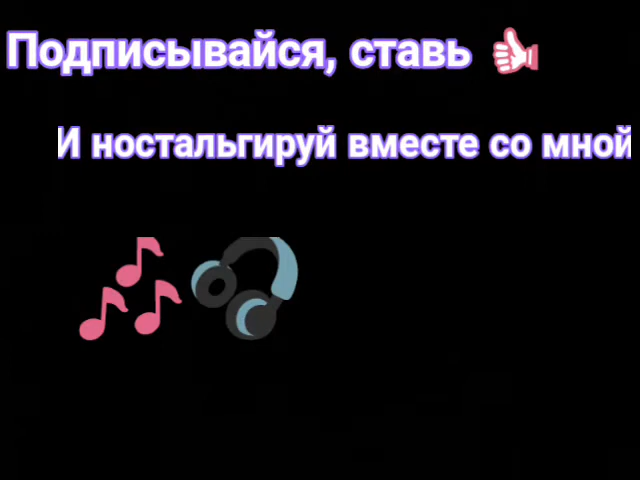 Подписывайся, ставь 👍
И ностальгируй вместе со мной